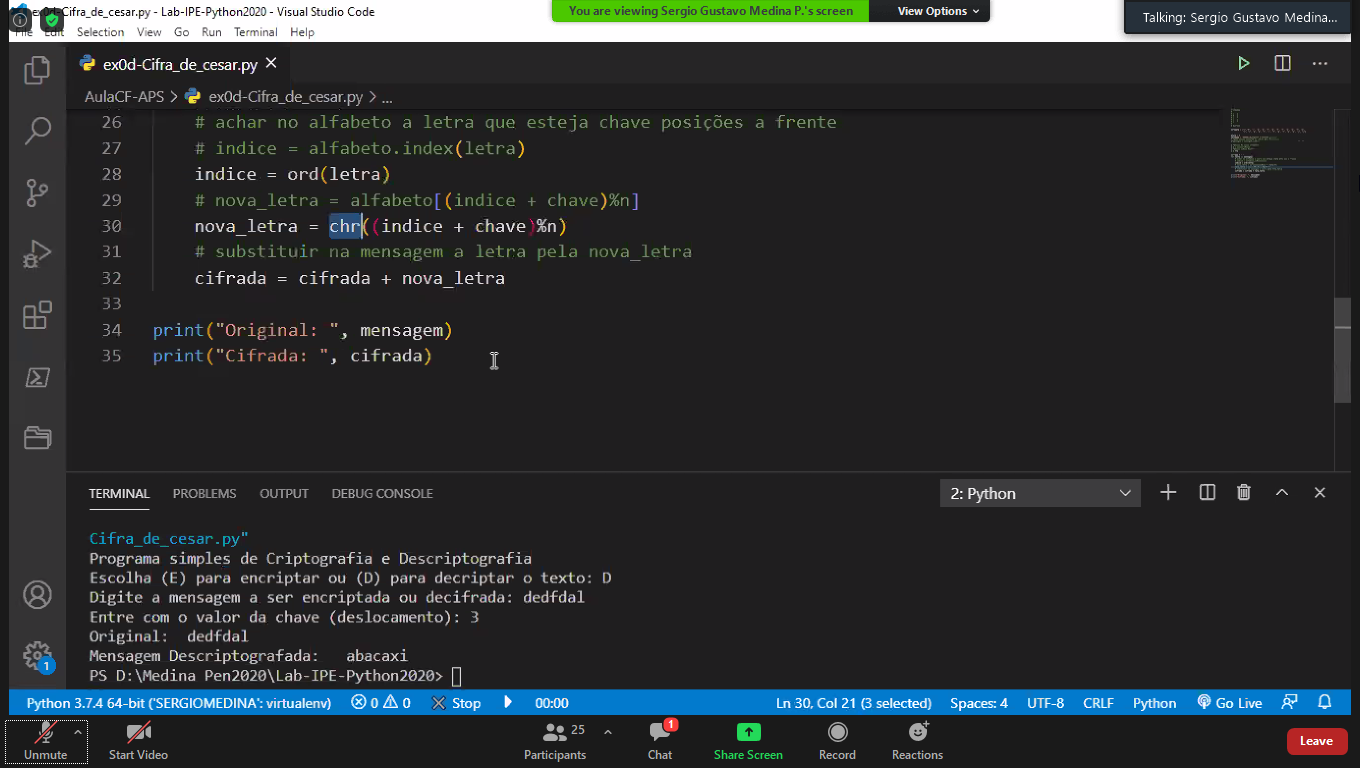 ex0d-Cifra_de_cesar.py - Lab-IPE-Python2020 - Visual Studio Code
You are viewing Sergio Gustavo Medina P.'s screen
View Options
Talking: Sergio Gustavo Medina...
File Edit Selection View Go Run Terminal Help
ex0d-Cifra_de_cesar.py
AulaCF-APS > ex0d-Cifra_de_cesar.py > ...
26 # achar no alfabeto a letra que esteja chave posições a frente
27 # indice = alfabeto.index(letra)
28 indice = ord(letra)
29 # nova_letra = alfabeto[(indice + chave)%n]
30 nova_letra = chr((indice + chave)%n)
31 # substituir na mensagem a letra pela nova_letra
32 cifrada = cifrada + nova_letra
33
34 print("Original: ", mensagem)
35 print("Cifrada: ", cifrada)
TERMINAL PROBLEMS OUTPUT DEBUG CONSOLE
2: Python
Cifra_de_cesar.py"
Programa simples de Criptografia e Descriptografia
Escolha (E) para encriptar ou (D) para decriptar o texto: D
Digite a mensagem a ser encriptada ou decifrada: dedfdal
Entre com o valor da chave (deslocamento): 3
Original:  dedfdal
Mensagem Descriptografada:   abacaxi
PS D:\Medina Pen2020\Lab-IPE-Python2020>
1
Python 3.7.4 64-bit ('SERGIOMEDINA': virtualenv) 0 0 Stop 00:00 Ln 30, Col 21 (3 selected) Spaces: 4 UTF-8 CRLF Python Go Live
25
1
Unmute Start Video Participants Chat Share Screen Record Reactions
Leave